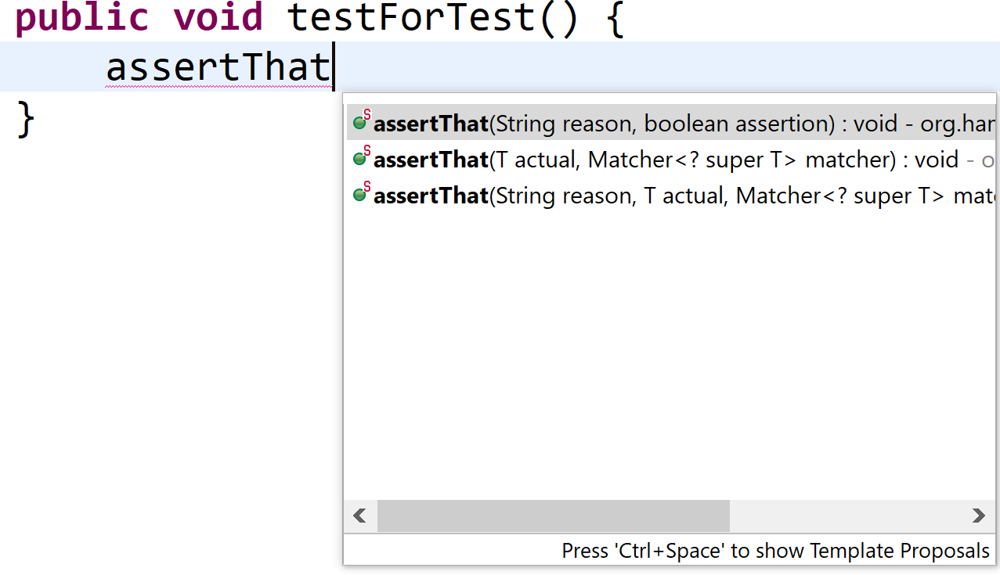 public void testForTest() {
assertThat
}
assertThat(String reason, boolean assertion) : void - org.ham
assertThat(T actual, Matcher<? super T> matcher) : void - o
assertThat(String reason, T actual, Matcher<? super T> matc
Press 'Ctrl+Space' to show Template Proposals